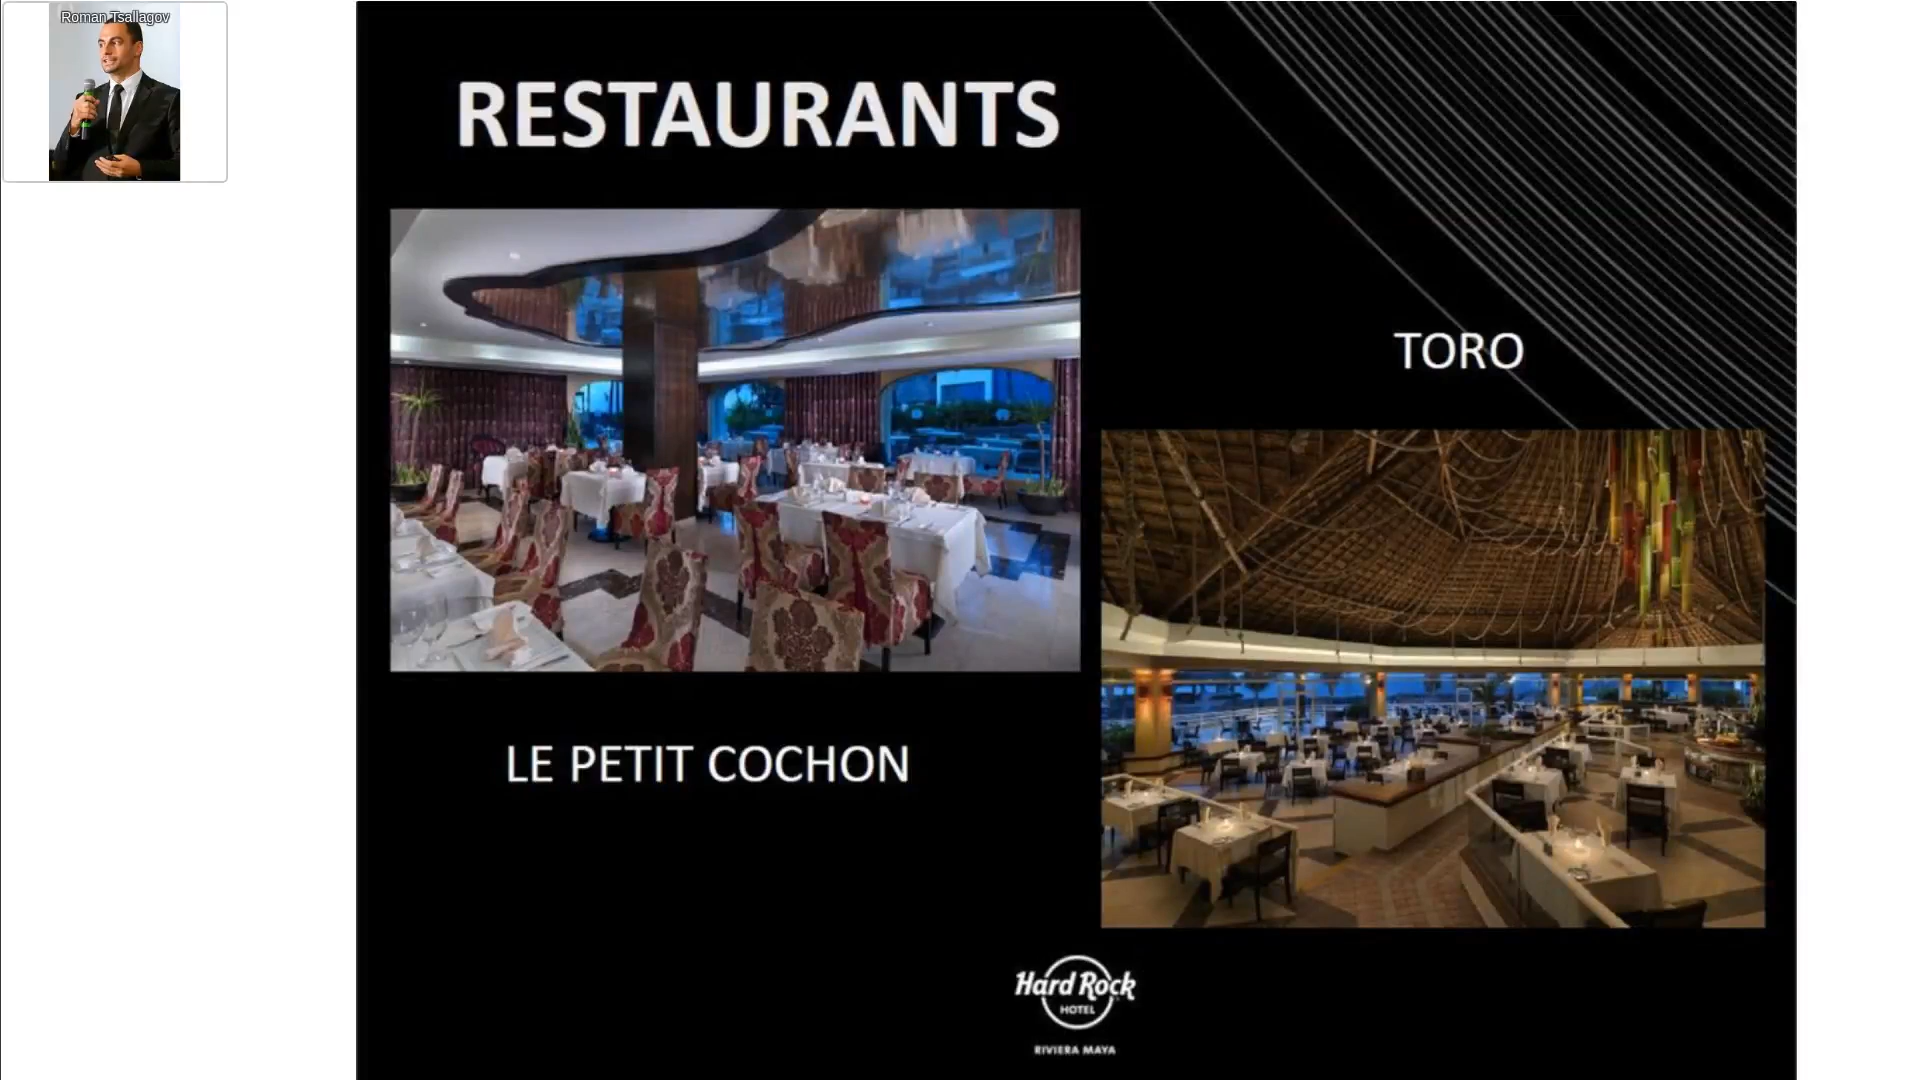 Roman Tsallagov
RESTAURANTS
TORO
LE PETIT COCHON
Hard Rock
HOTEL
RIVIERA MAYA